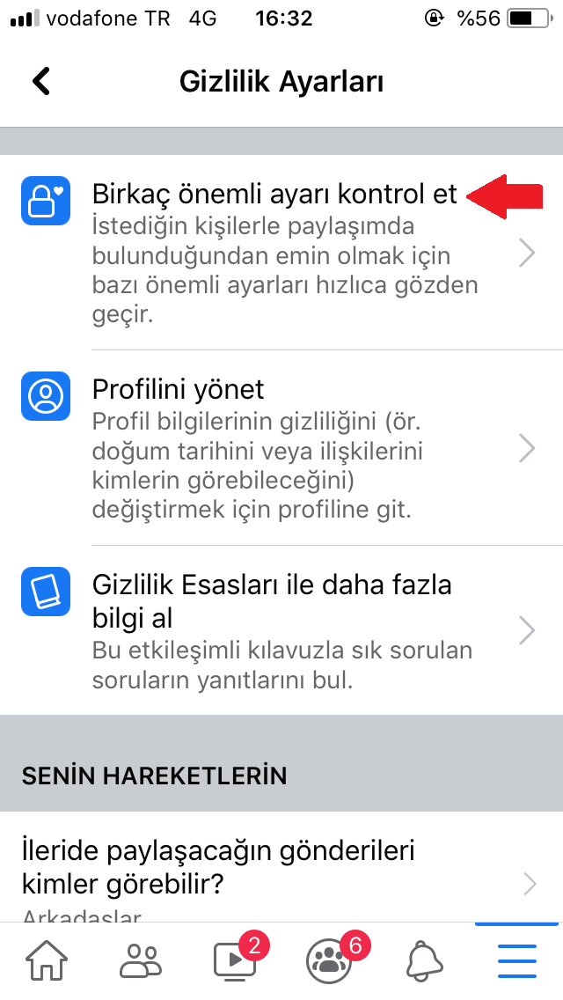 vodafone TR 4G 16:32 %56
Gizlilik Ayarları
Birkaç önemli ayarı kontrol et
İstediğin kişilerle paylaşımda
bulunduğundan emin olmak için
bazı önemli ayarları hızlıca gözden
geçir.
Profilini yönet
Profil bilgilerinin gizliliğini (ör.
doğum tarihini veya ilişkilerini
kimlerin görebileceğini)
değiştirmek için profiline git.
Gizlilik Esasları ile daha fazla
bilgi al
Bu etkileşimli kılavuzla sık sorulan
soruların yanıtlarını bul.
SENİN HAREKETLERİN
İleride paylaşacağın gönderileri
kimler görebilir?
Arkadaşlar
2 6